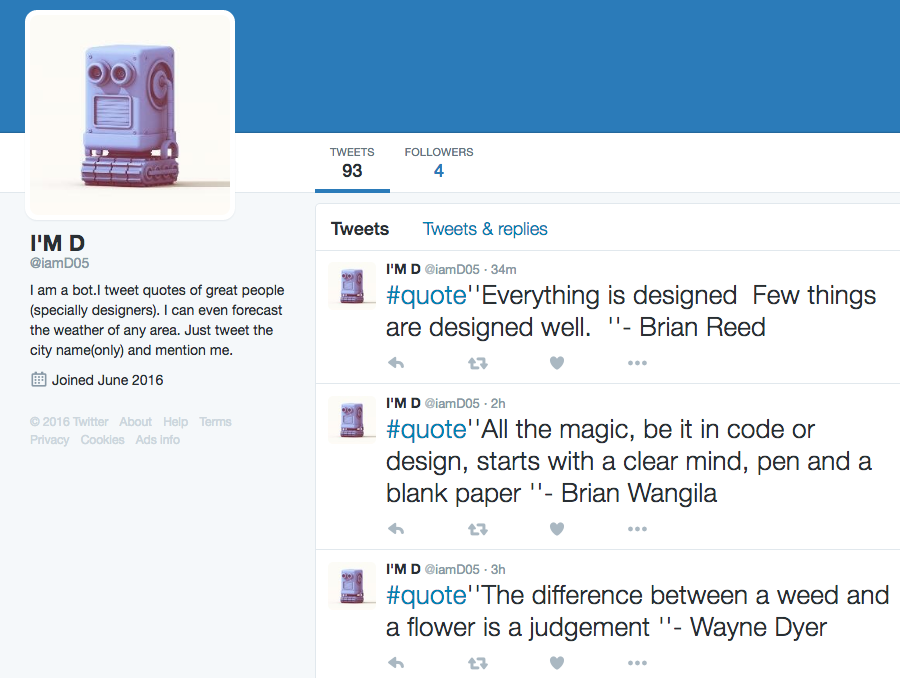 TWEETS FOLLOWERS
93 4
I'M D
@iamD05
I am a bot.I tweet quotes of great people
(specially designers). I can even forecast
the weather of any area. Just tweet the
city name(only) and mention me.
Joined June 2016
© 2016 Twitter About Help Terms
Privacy Cookies Ads info
Tweets Tweets & replies
I'M D @iamD05 · 34m
#quote''Everything is designed  Few things
are designed well.  ''- Brian Reed
I'M D @iamD05 · 2h
#quote''All the magic, be it in code or
design, starts with a clear mind, pen and a
blank paper ''- Brian Wangila
I'M D @iamD05 · 3h
#quote''The difference between a weed and
a flower is a judgement ''- Wayne Dyer